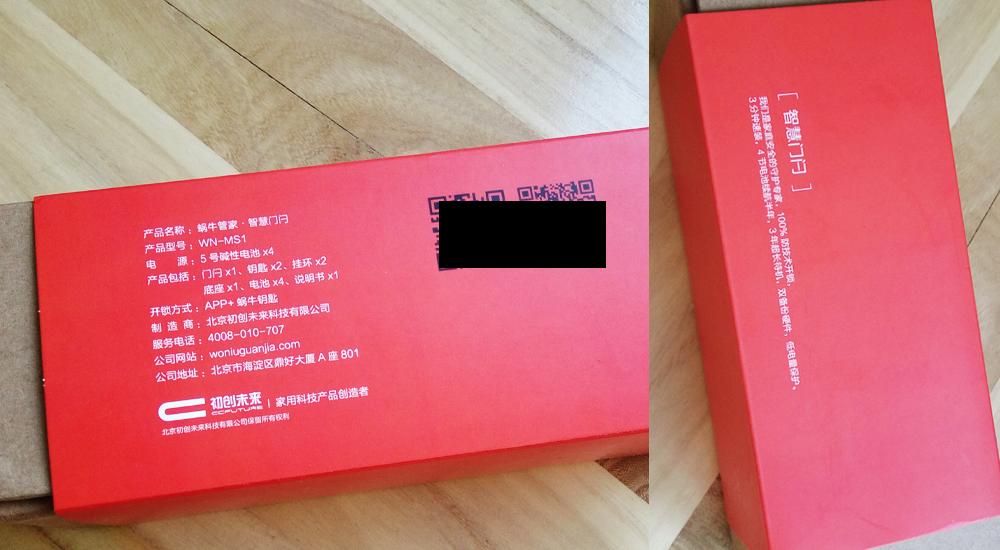 产品名称：蜗牛管家·智慧门闩
产品型号：WN-MS1
电 源：5号碱性电池 x4
产品包括：门闩 x1、钥匙 x2、挂环 x2
底座 x1、电池 x4、说明书 x1
开锁方式：APP+ 蜗牛钥匙
制 造 商：北京初创未来科技有限公司
服务电话：4008-010-707
公司网站：woniuguanjia.com
公司地址：北京市海淀区鼎好大厦 A 座 801
初创未来 | 家用科技产品创造者
CCFUTURE
北京初创未来科技有限公司保留所有权利
[ 智慧门闩 ]
我们是家庭安全的守护专家，100% 防技术开锁，
3 分钟速装，4 节电池续航半年，3 年超长待机，双备份硬件，低电量保护。